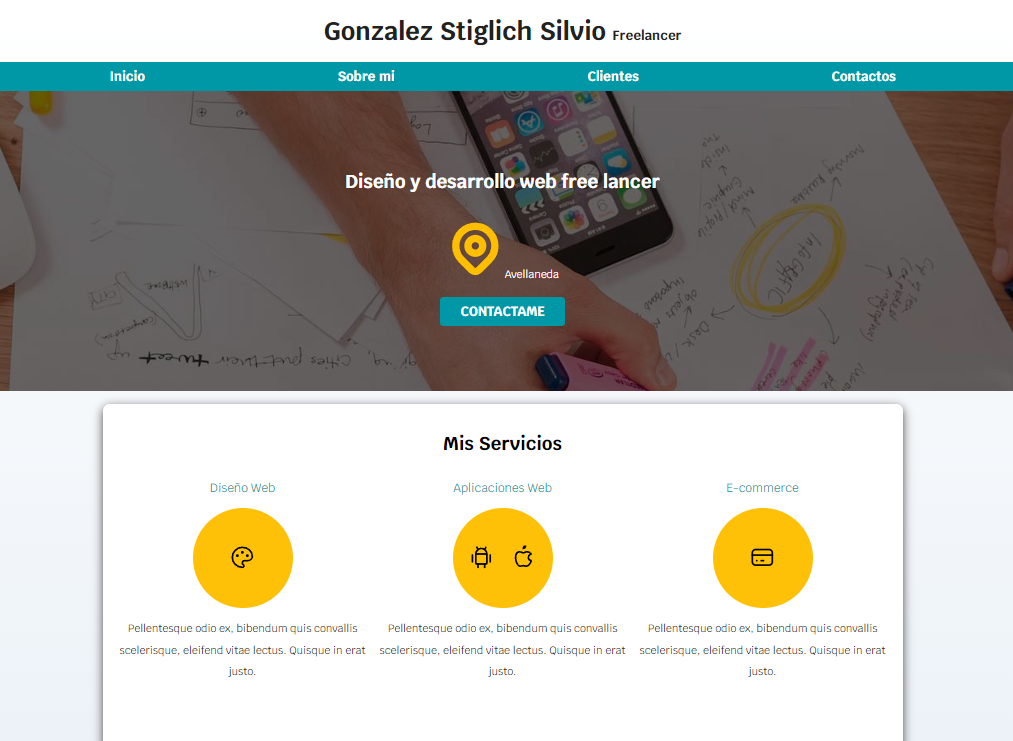 Gonzalez Stiglich Silvio Freelancer
Inicio Sobre mi Clientes Contactos
Diseño y desarrollo web free lancer
Avellaneda
CONTACTAME
Mis Servicios
Diseño Web
Aplicaciones Web
E-commerce
Pellentesque odio ex, bibendum quis convallis
scelerisque, eleifend vitae lectus. Quisque in erat
justo.
Pellentesque odio ex, bibendum quis convallis
scelerisque, eleifend vitae lectus. Quisque in erat
justo.
Pellentesque odio ex, bibendum quis convallis
scelerisque, eleifend vitae lectus. Quisque in erat
justo.